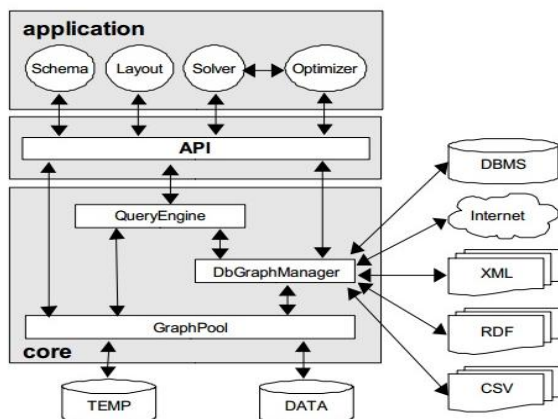 application
Schema Layout Solver Optimizer
API
DBMS
QueryEngine
Internet
DbGraphManager
XML
GraphPool
RDF
core
TEMP DATA CSV